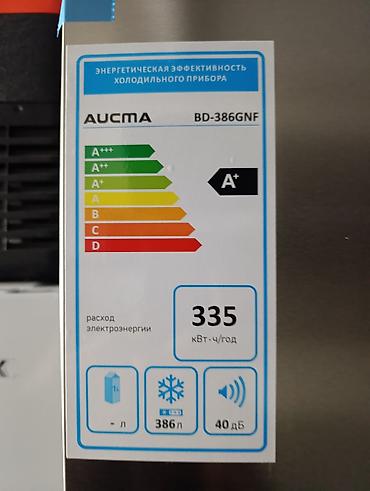 ЭНЕРГЕТИЧЕСКАЯ ЭФФЕКТИВНОСТЬ
ХОЛОДИЛЬНОГО ПРИБОРА
AUCMA BD-386GNF
A+++
A++
A+
A
B
C
D
A+
расход
электроэнергии
335
кВт·ч/год
- л
386 л
40 дБ